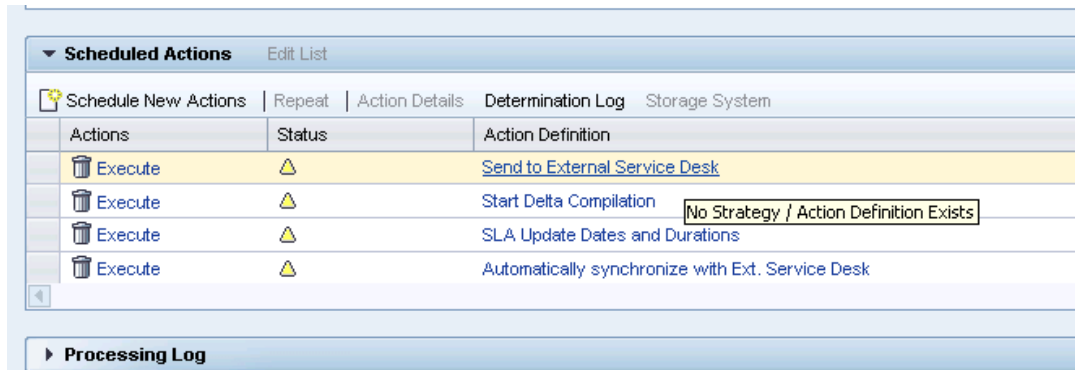 Scheduled Actions Edit List
Schedule New Actions | Repeat | Action Details Determination Log Storage System
Actions Status Action Definition
Execute Send to External Service Desk
Execute Start Delta Compilation
No Strategy / Action Definition Exists
Execute SLA Update Dates and Durations
Execute Automatically synchronize with Ext. Service Desk
Processing Log